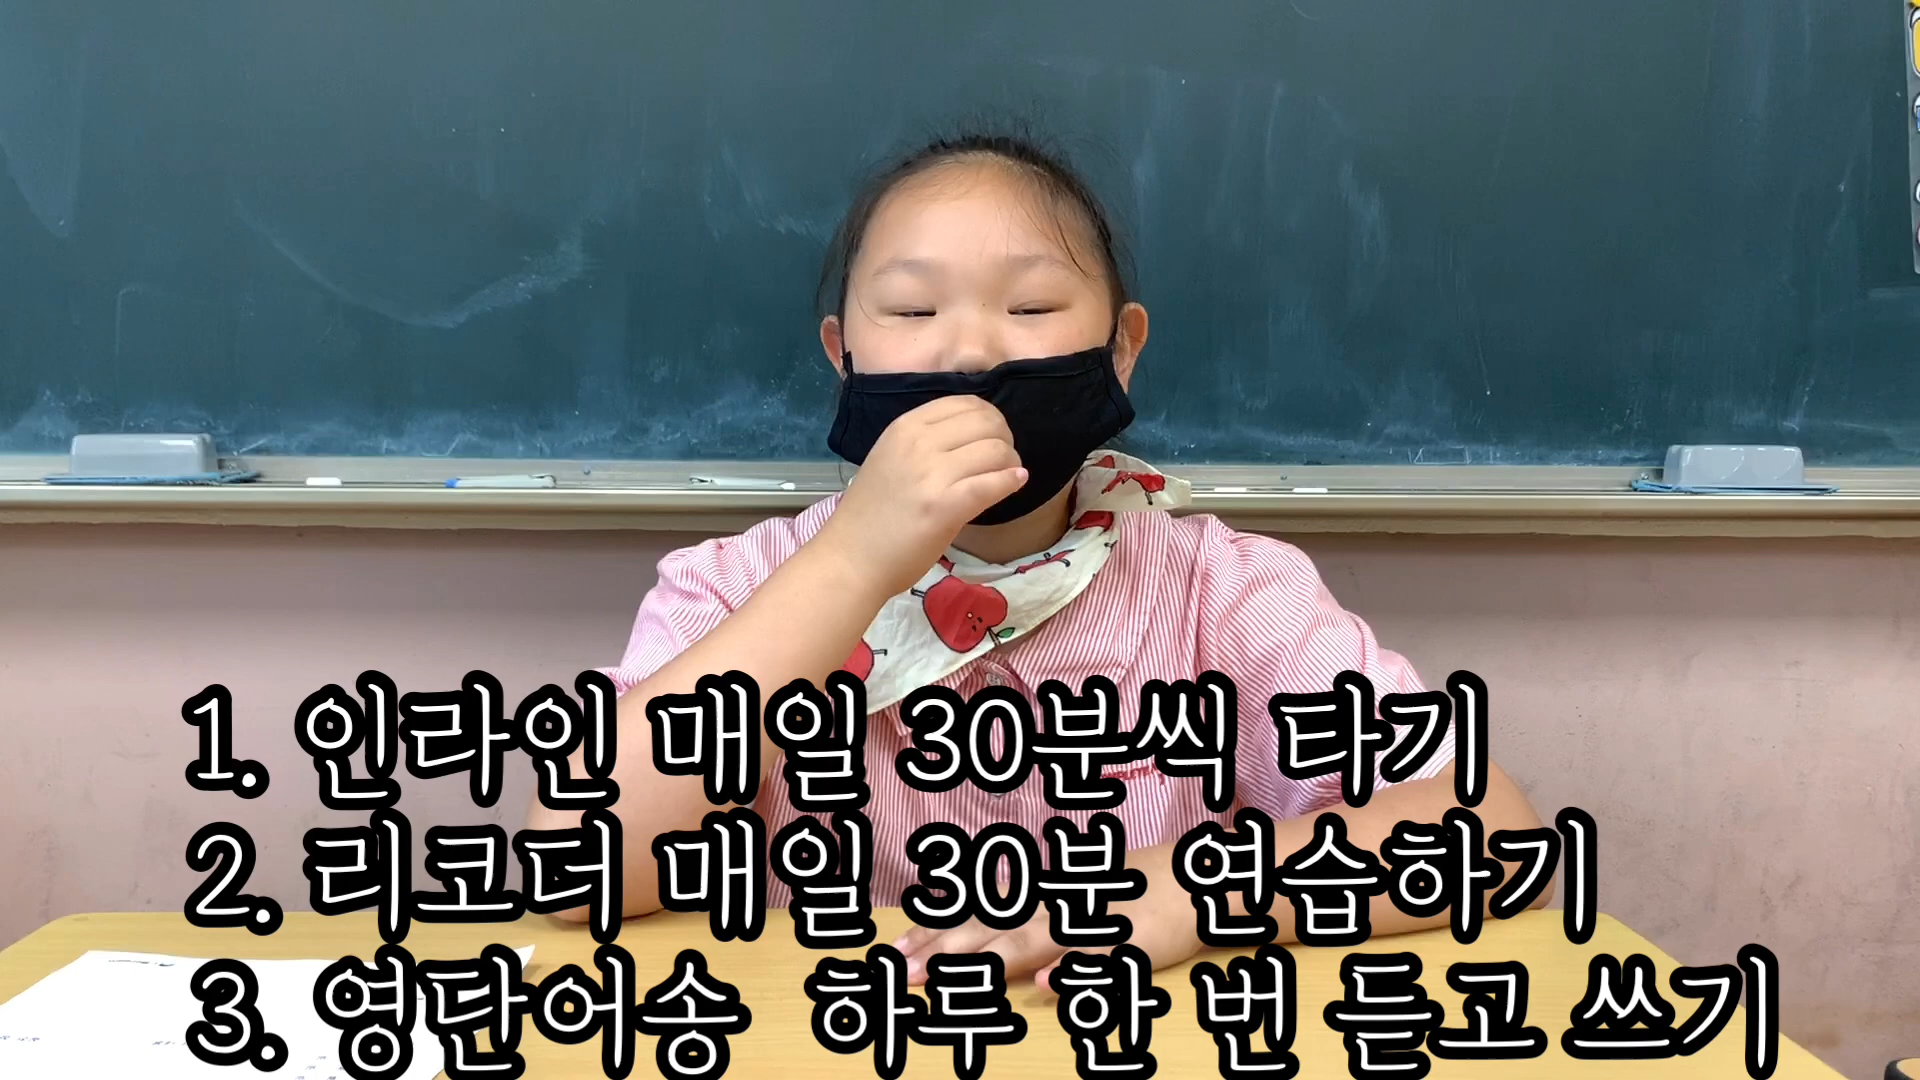 1. 인라인 매일 30분씩 타기
2. 리코더 매일 30분 연습하기
3. 영단어송 하루 한 번 듣고 쓰기